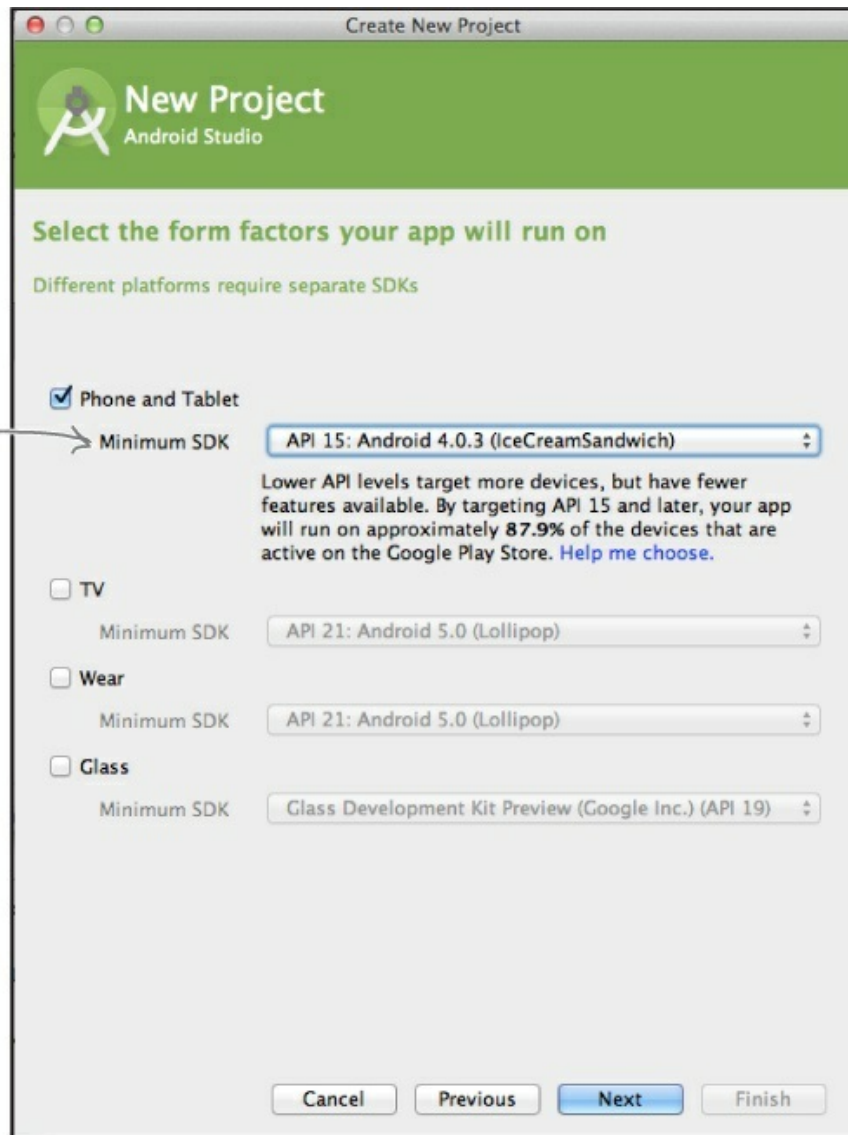 Create New Project
New Project
Android Studio
Select the form factors your app will run on
Different platforms require separate SDKs
Phone and Tablet
Minimum SDK
API 15: Android 4.0.3 (IceCreamSandwich)
Lower API levels target more devices, but have fewer
features available. By targeting API 15 and later, your app
will run on approximately 87.9% of the devices that are
active on the Google Play Store. Help me choose.
TV
Minimum SDK
API 21: Android 5.0 (Lollipop)
Wear
Minimum SDK
API 21: Android 5.0 (Lollipop)
Glass
Minimum SDK
Glass Development Kit Preview (Google Inc.) (API 19)
Cancel
Previous
Next
Finish